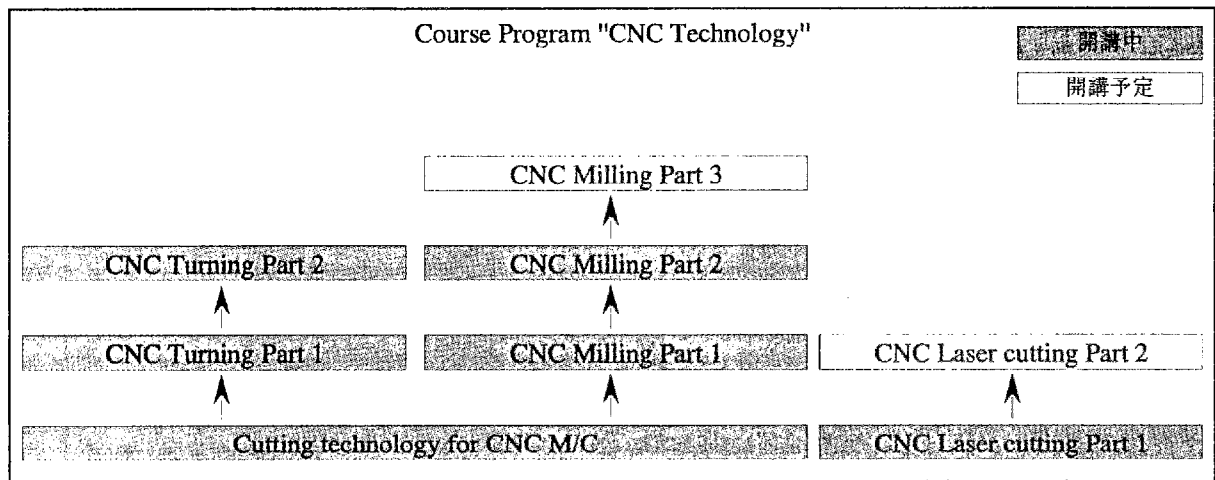 Course Program "CNC Technology"
開講中
開講予定
CNC Milling Part 3
CNC Turning Part 2
CNC Milling Part 2
CNC Turning Part 1
CNC Milling Part 1
CNC Laser cutting Part 2
Cutting technology for CNC M/C
CNC Laser cutting Part 1